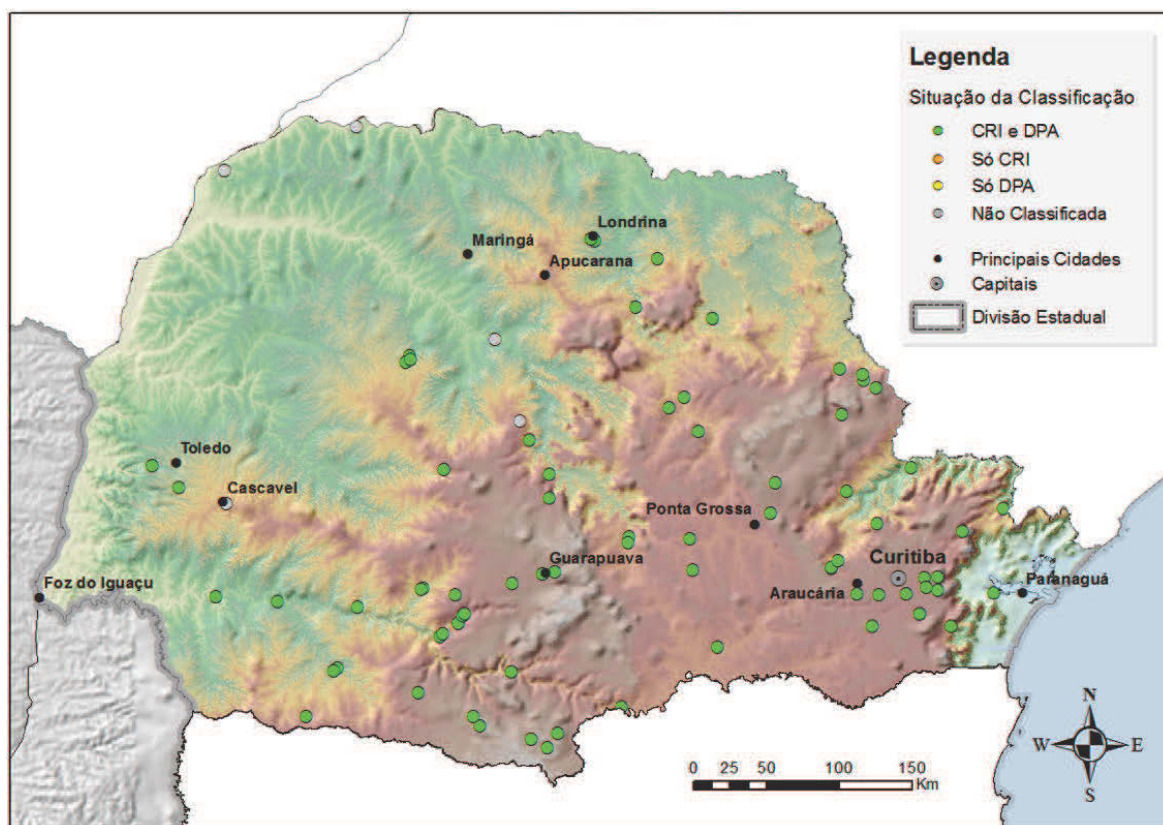 Legenda
Situação da Classificação
CRI e DPA
Só CRI
Só DPA
Não Classificada
Principais Cidades
Capitais
Divisão Estadual
Londrina
Maringá
Apucarana
Toledo
Cascavel
Ponta Grossa
Guarapuava
Curitiba
Foz do Iguaçu
Araucária
Paranaguá
N
W E
S
0 25 50 100 150
Km